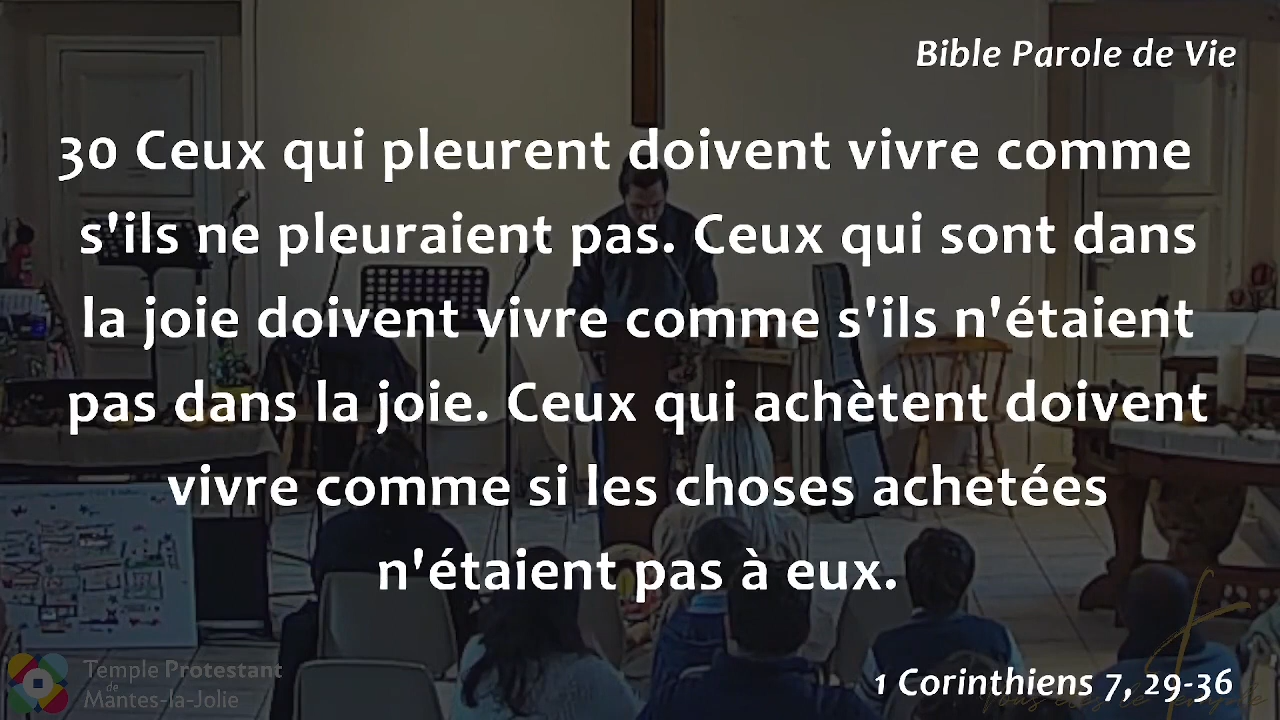 Bible Parole de Vie
30 Ceux qui pleurent doivent vivre comme
s'ils ne pleuraient pas. Ceux qui sont dans
la joie doivent vivre comme s'ils n'étaient
pas dans la joie. Ceux qui achètent doivent
vivre comme si les choses achetées
n'étaient pas à eux.
Temple Protestant
de
Mantes-la-Jolie
1 Corinthiens 7, 29-36